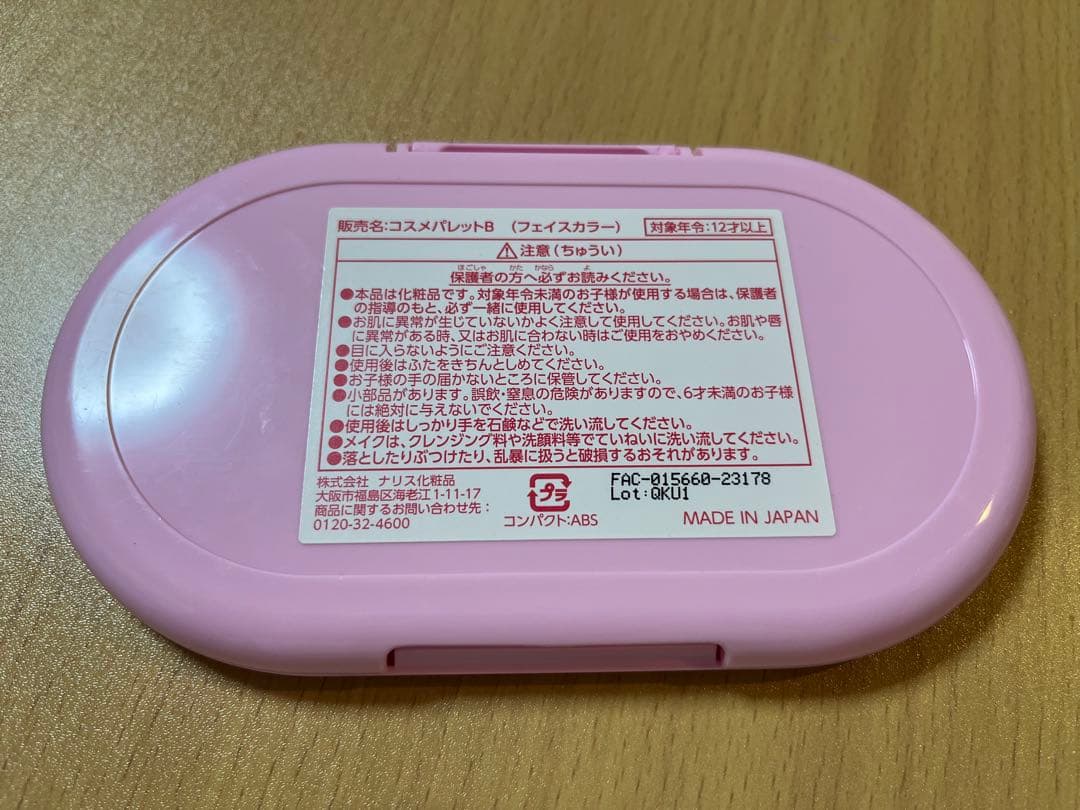 販売名:コスメパレットB (フェイスカラー) 対象年令:12才以上
⚠注意(ちゅうい)
ほごしゃ かた かなら よ
保護者の方へ必ずお読みください。
●本品は化粧品です。対象年令未満のお子様が使用する場合は、保護者
の指導のもと、必ず一緒に使用してください。
●お肌に異常が生じていないかよく注意して使用してください。お肌や唇
に異常がある時、又はお肌に合わない時はご使用をおやめください。
●目に入らないようにご注意ください。
●使用後はふたをきちんとしめてください。
●お子様の手の届かないところに保管してください。
●小部品があります。誤飲・窒息の危険がありますので、6才未満のお子様
には絶対に与えないでください。
●使用後はしっかり手を石鹸などで洗い流してください。
●メイクは、クレンジング料や洗顔料等でていねいに洗い流してください。
●落としたりぶつけたり、乱暴に扱うと破損するおそれがあります。
株式会社 ナリス化粧品
大阪市福島区海老江1-11-17
商品に関するお問い合わせ先:
0120-32-4600
プラ
コンパクト:ABS
FAC-015660-23178
Lot:QKU1
MADE IN JAPAN